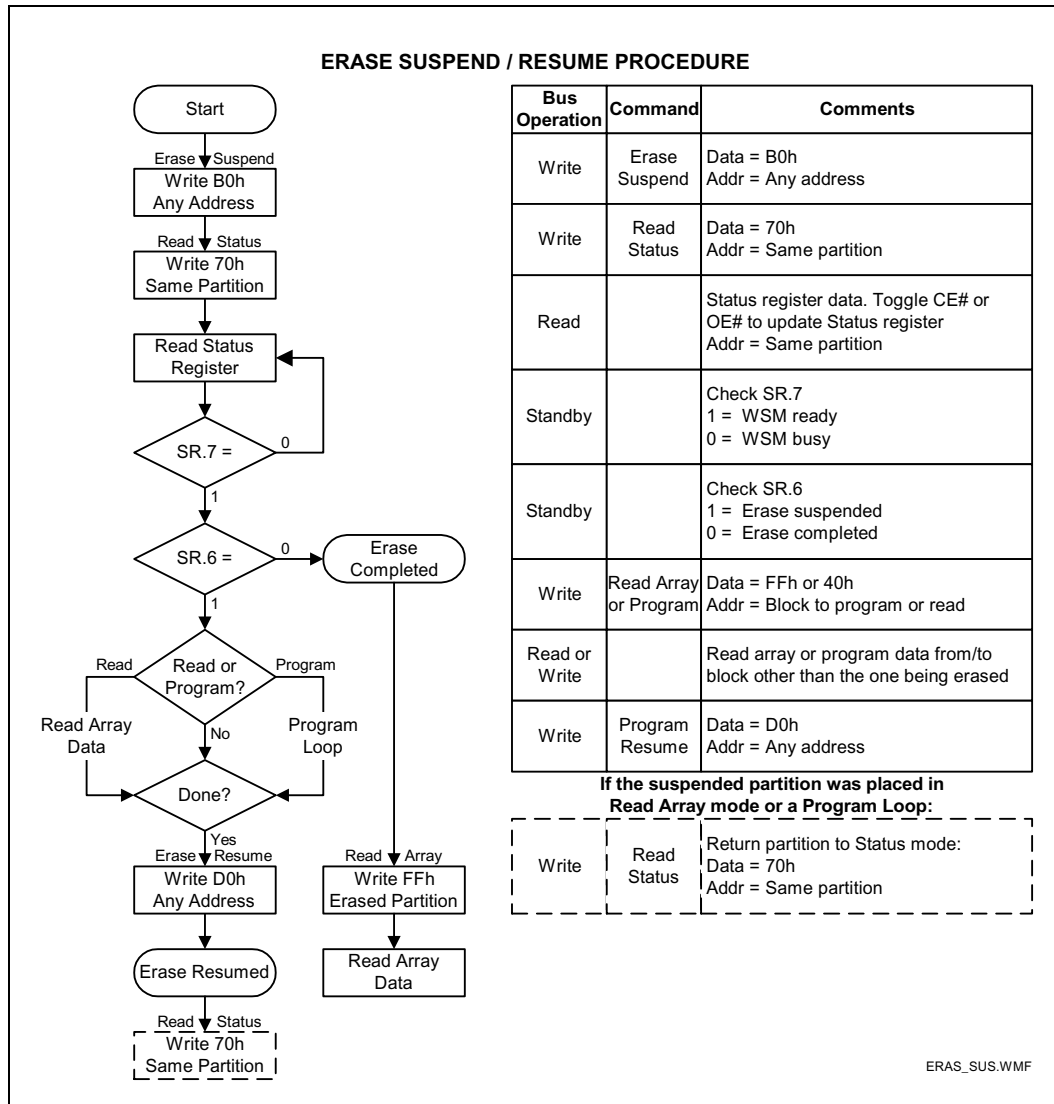 ERASE SUSPEND / RESUME PROCEDURE
Start
Erase Suspend
Write B0h
Any Address
Read Status
Write 70h
Same Partition
Read Status
Register
SR.7 =
0
1
SR.6 =
0
Erase
Completed
1
Read
Read or
Program?
Program
Read Array
Data
No
Program
Loop
Done?
Yes
Erase Resume
Write D0h
Any Address
Read Array
Write FFh
Erased Partition
Erase Resumed
Read Array
Data
Read Status
Write 70h
Same Partition
Bus
Operation
Command
Comments
Write
Erase
Suspend
Data = B0h
Addr = Any address
Write
Read
Status
Data = 70h
Addr = Same partition
Read
Status register data. Toggle CE# or
OE# to update Status register
Addr = Same partition
Standby
Check SR.7
1 = WSM ready
0 = WSM busy
Standby
Check SR.6
1 = Erase suspended
0 = Erase completed
Write
Read Array
or Program
Data = FFh or 40h
Addr = Block to program or read
Read or
Write
Read array or program data from/to
block other than the one being erased
Write
Program
Resume
Data = D0h
Addr = Any address
If the suspended partition was placed in
Read Array mode or a Program Loop:
Write
Read
Status
Return partition to Status mode:
Data = 70h
Addr = Same partition
ERAS_SUS.WMF